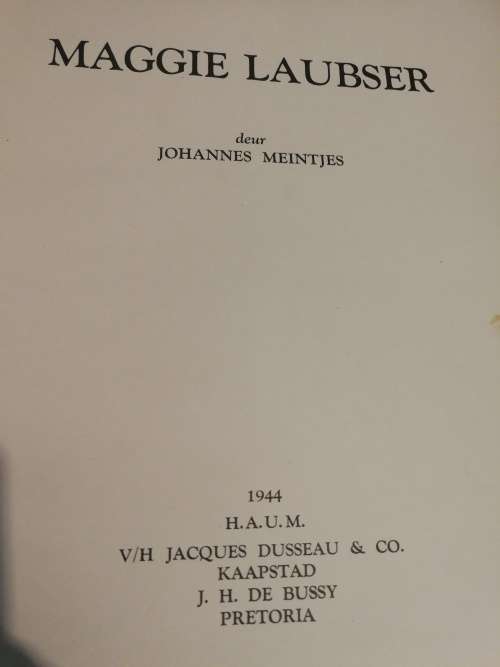 MAGGIE LAUBSER
deur
JOHANNES MEINTJES
1944
H.A.U.M.
V/H JACQUES DUSSEAU & CO.
KAAPSTAD
J. H. DE BUSSY
PRETORIA